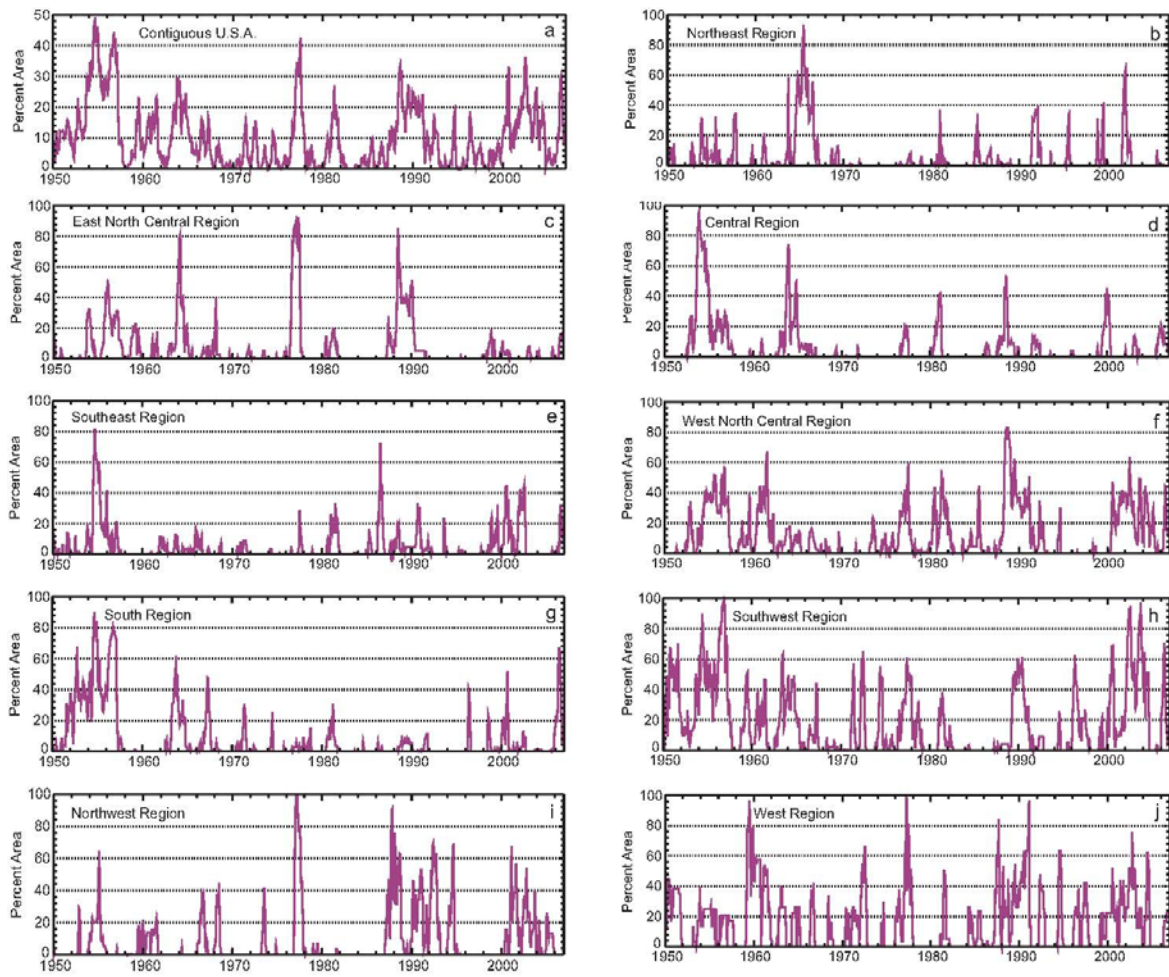 Contiguous U.S.A.
a
Percent Area
50
40
30
20
10
0
1950 1960 1970 1980 1990 2000
Northeast Region
b
Percent Area
100
80
60
40
20
0
1950 1960 1970 1980 1990 2000
East North Central Region
c
Percent Area
100
80
60
40
20
0
1950 1960 1970 1980 1990 2000
Central Region
d
Percent Area
100
80
60
40
20
0
1950 1960 1970 1980 1990 2000
Southeast Region
e
Percent Area
100
80
60
40
20
0
1950 1960 1970 1980 1990 2000
West North Central Region
f
Percent Area
100
80
60
40
20
0
1950 1960 1970 1980 1990 2000
South Region
g
Percent Area
100
80
60
40
20
0
1950 1960 1970 1980 1990 2000
Southwest Region
h
Percent Area
100
80
60
40
20
0
1950 1960 1970 1980 1990 2000
Northwest Region
i
Percent Area
100
80
60
40
20
0
1950 1960 1970 1980 1990 2000
West Region
j
Percent Area
100
80
60
40
20
0
1950 1960 1970 1980 1990 2000